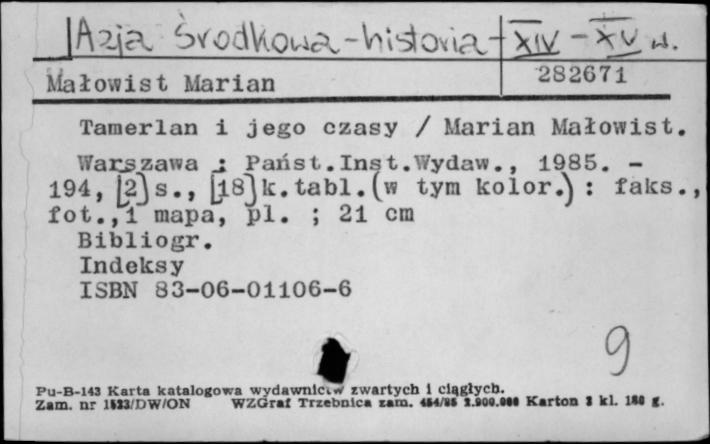 Azja Środkowa - historia - XIV - XV w.
Małowist Marian 282671
Tamerlan i jego czasy / Marian Małowist.
Warszawa : Państ.Inst.Wydaw., 1985. -
194, [2] s., [18] k.tabl.(w tym kolor.) : faks.,
fot.,1 mapa, pl. ; 21 cm
Bibliogr.
Indeksy
ISBN 83-06-01106-6
9
Pu-B-143 Karta katalogowa wydawnictw zwartych i ciągłych.
Zam. nr 1523/DW/ON WZGraf Trzebnica zam. 454/85 2.900.000 Karton 3 kl. 180 g.